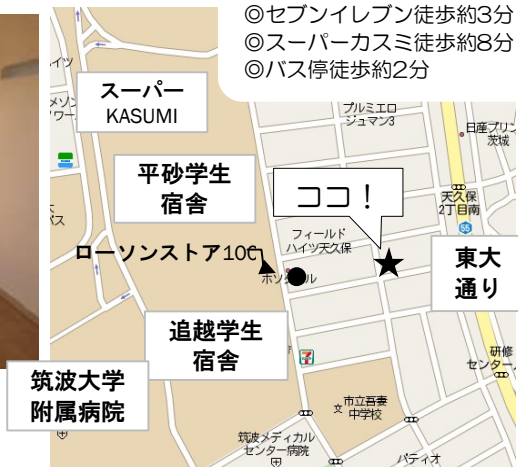 ◎セブンイレブン徒歩約3分
◎スーパーカスミ徒歩約8分
◎バス停徒歩約2分
スーパー
KASUMI
プルミエロ
ジュマン3
日産プリン
茨城
平砂学生
宿舎
ココ！
天久保
2丁目南
55
フィールド
ハイツ天久保
ローソンストア100
東大
通り
追越学生
宿舎
研修
センター
筑波大学
附属病院
市立吾妻
中学校
筑波メディカル
センター病院
パティオ